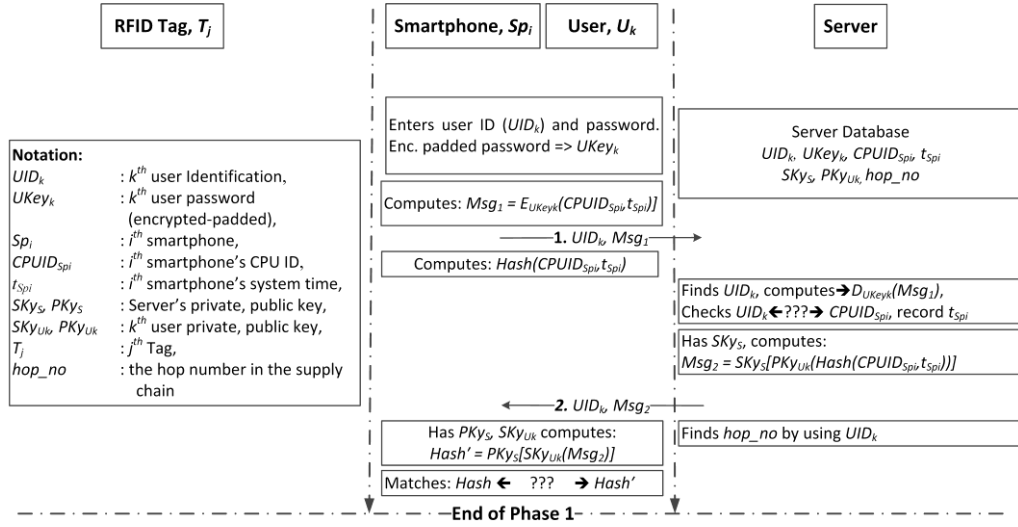 RFID Tag, Tj
Smartphone, Spi
User, Uk
Server
Enters user ID (UIDk) and password.
Enc. padded password => UKeyk
Server Database
UIDk, UKeyk, CPUIDSpi, tSpi
SKyS, PKyUk, hop_no
Notation:
UIDk : kth user Identification,
UKeyk : kth user password
(encrypted-padded),
Spi : ith smartphone,
CPUIDSpi : ith smartphone's CPU ID,
tSpi : ith smartphone's system time,
SKyS, PKyS : Server's private, public key,
SKyUk, PKyUk : kth user private, public key,
Tj : jth Tag,
hop_no : the hop number in the supply
chain
Computes: Msg1 = EUKeyk(CPUIDSpi,tSpi)]
1. UIDk, Msg1
Computes: Hash(CPUIDSpi,tSpi)
Finds UIDk, computes➔DUKeyk(Msg1),
Checks UIDk 🡸???➔ CPUIDSpi, record tSpi
Has SKyS, computes:
Msg2 = SKyS[PKyUk(Hash(CPUIDSpi,tSpi))]
2. UIDk, Msg2
Has PKyS, SKyUk computes:
Hash' = PKyS[SKyUk(Msg2)]
Finds hop_no by using UIDk
Matches: Hash 🡸 ??? ➔ Hash'
End of Phase 1